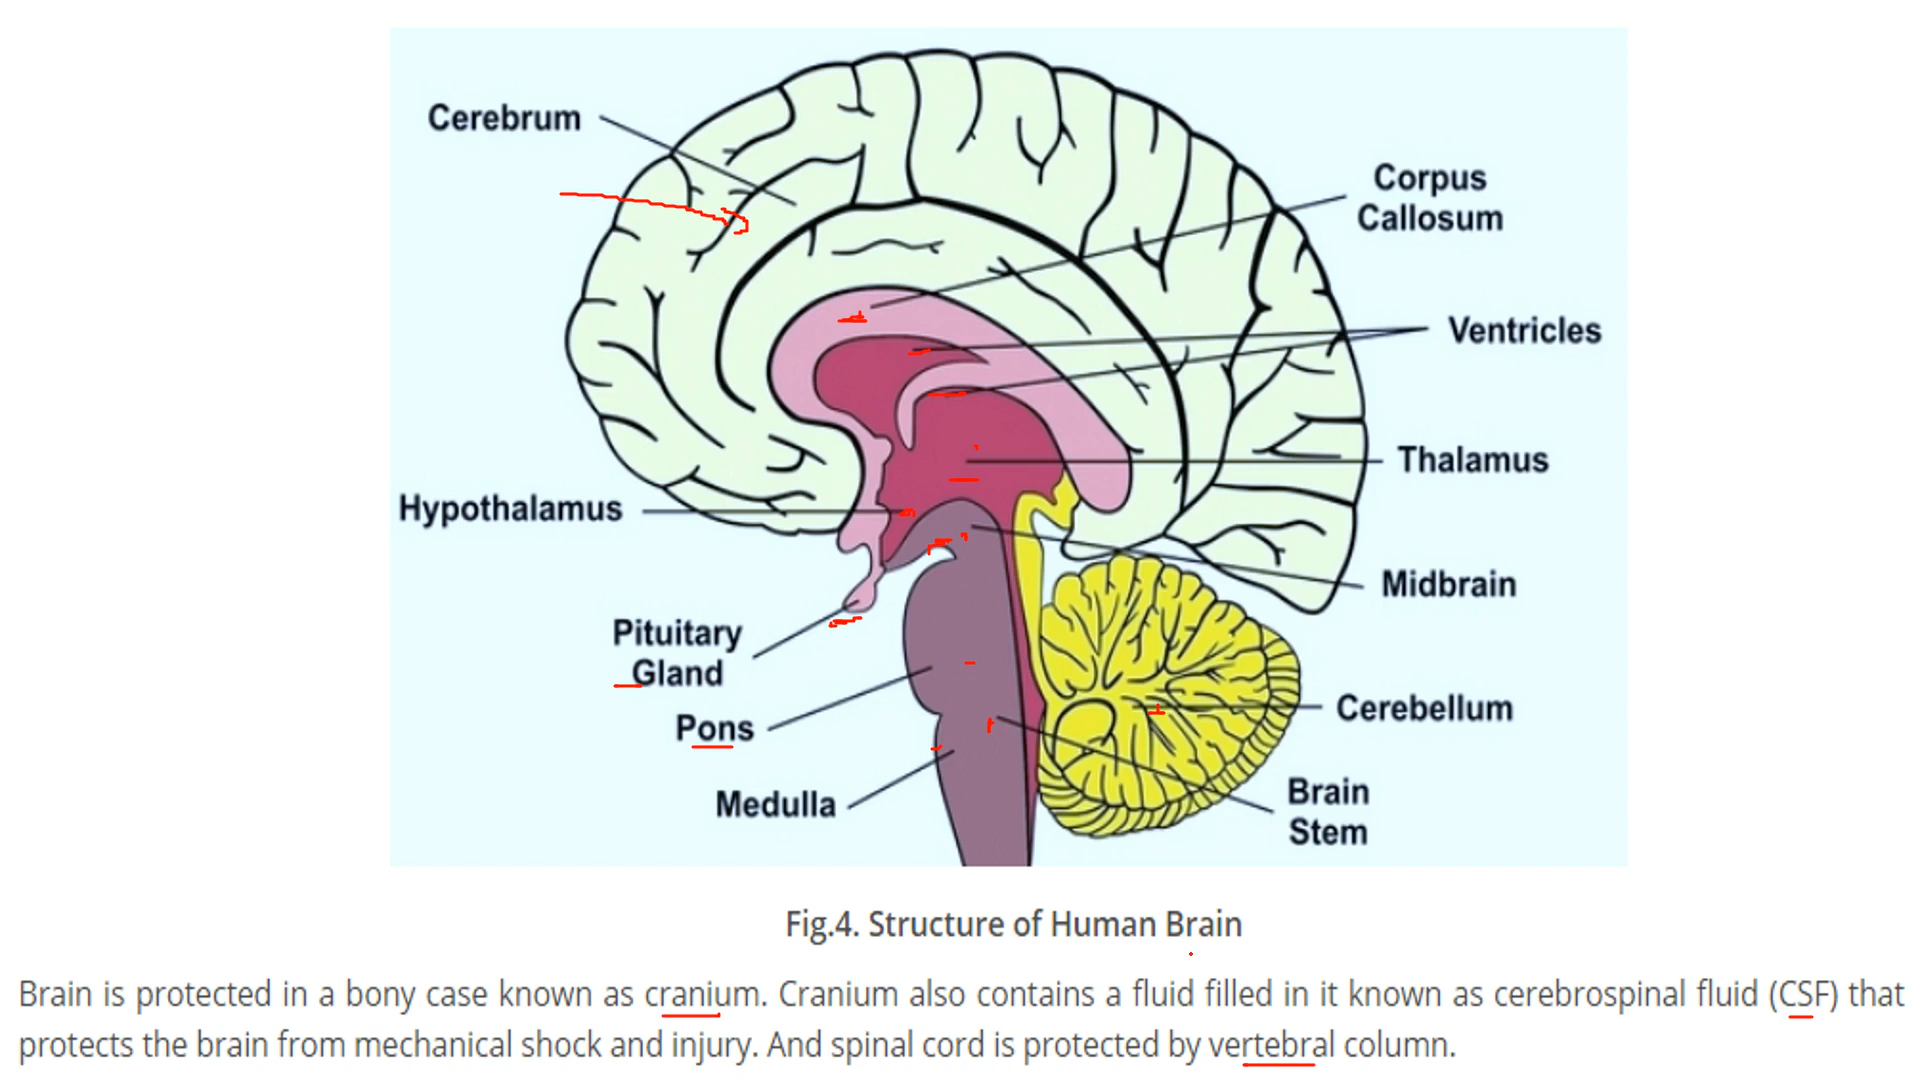 Cerebrum
Corpus
Callosum
Ventricles
Thalamus
Hypothalamus
Midbrain
Pituitary
Gland
Cerebellum
Pons
Medulla
Brain
Stem
Fig.4. Structure of Human Brain
Brain is protected in a bony case known as cranium. Cranium also contains a fluid filled in it known as cerebrospinal fluid (CSF) that
protects the brain from mechanical shock and injury. And spinal cord is protected by vertebral column.